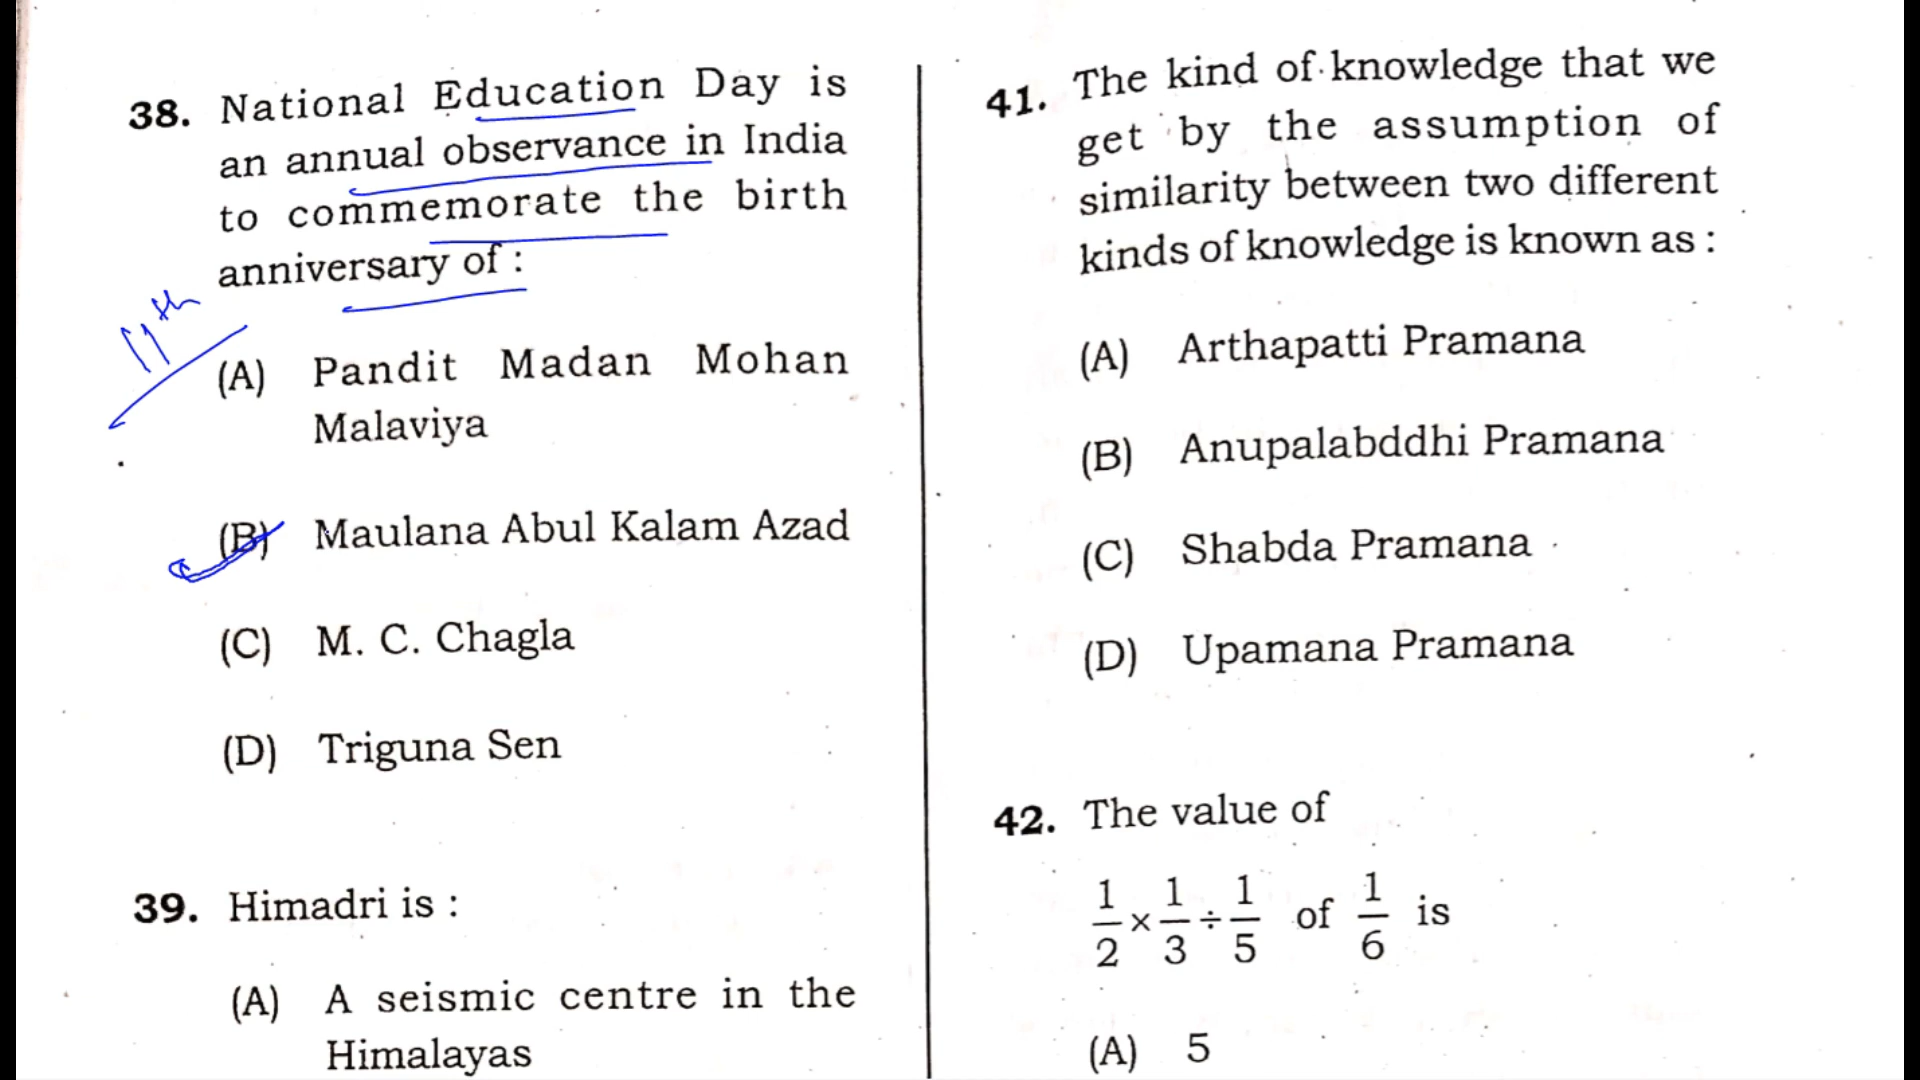 38. National Education Day is
an annual observance in India
to commemorate the birth
anniversary of :
11th
(A) Pandit Madan Mohan
Malaviya
(B) Maulana Abul Kalam Azad
(C) M. C. Chagla
(D) Triguna Sen
39. Himadri is :
(A) A seismic centre in the
Himalayas
41. The kind of knowledge that we
get by the assumption of
similarity between two different
kinds of knowledge is known as :
(A) Arthapatti Pramana
(B) Anupalabddhi Pramana
(C) Shabda Pramana
(D) Upamana Pramana
42. The value of
1/2 × 1/3 ÷ 1/5 of 1/6 is
(A) 5